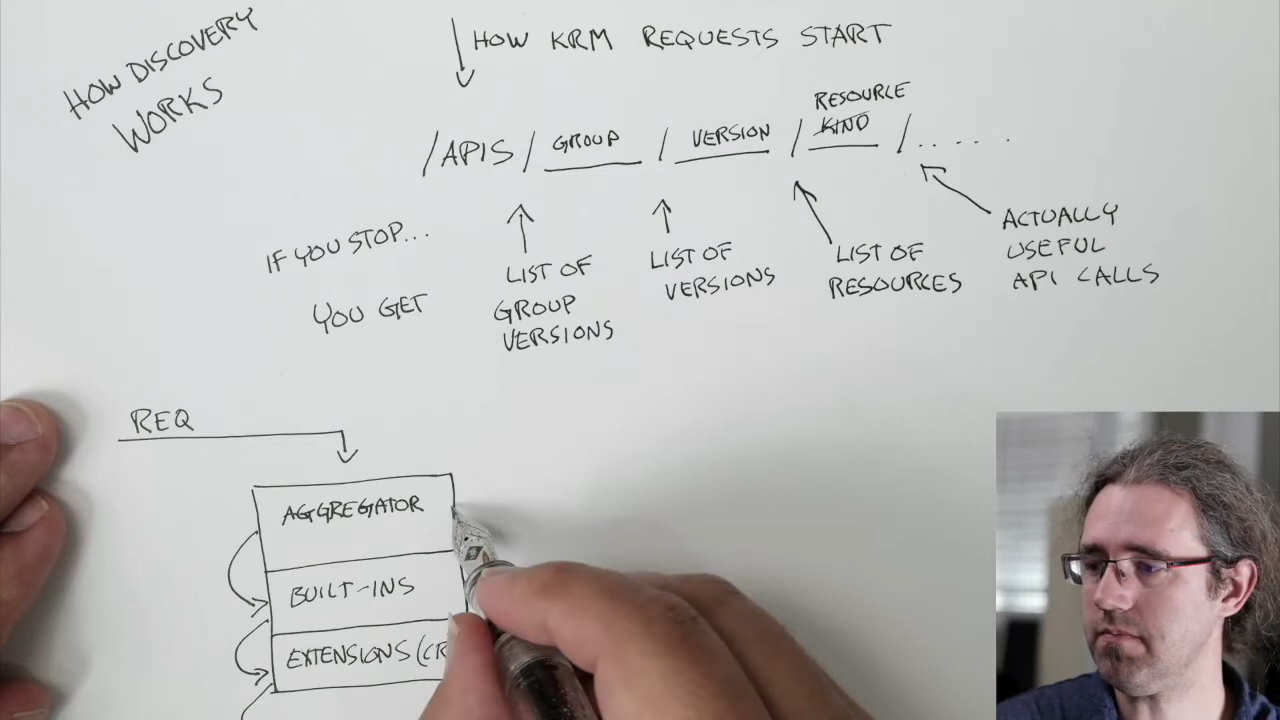 HOW DISCOVERY
WORKS
HOW KRM REQUESTS START
/APIS / GROUP / VERSION / RESOURCE KIND / .....
IF YOU STOP...
YOU GET
LIST OF
GROUP
VERSIONS
LIST OF
VERSIONS
LIST OF
RESOURCES
ACTUALLY
USEFUL
API CALLS
REQ
AGGREGATOR
BUILT-INS
EXTENSIONS (CR